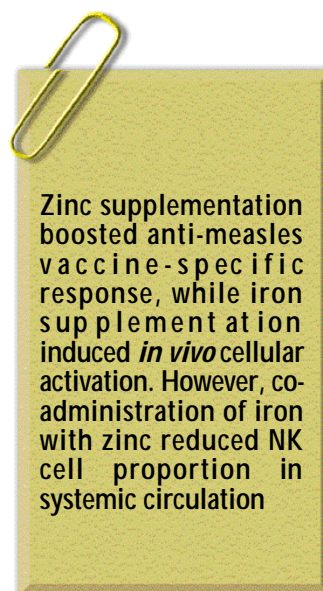 Zinc supplementation
boosted anti-measles
vaccine-specific
response, while iron
supplementation
induced in vivo cellular
activation. However, co-
administration of iron
with zinc reduced NK
cell proportion in
systemic circulation